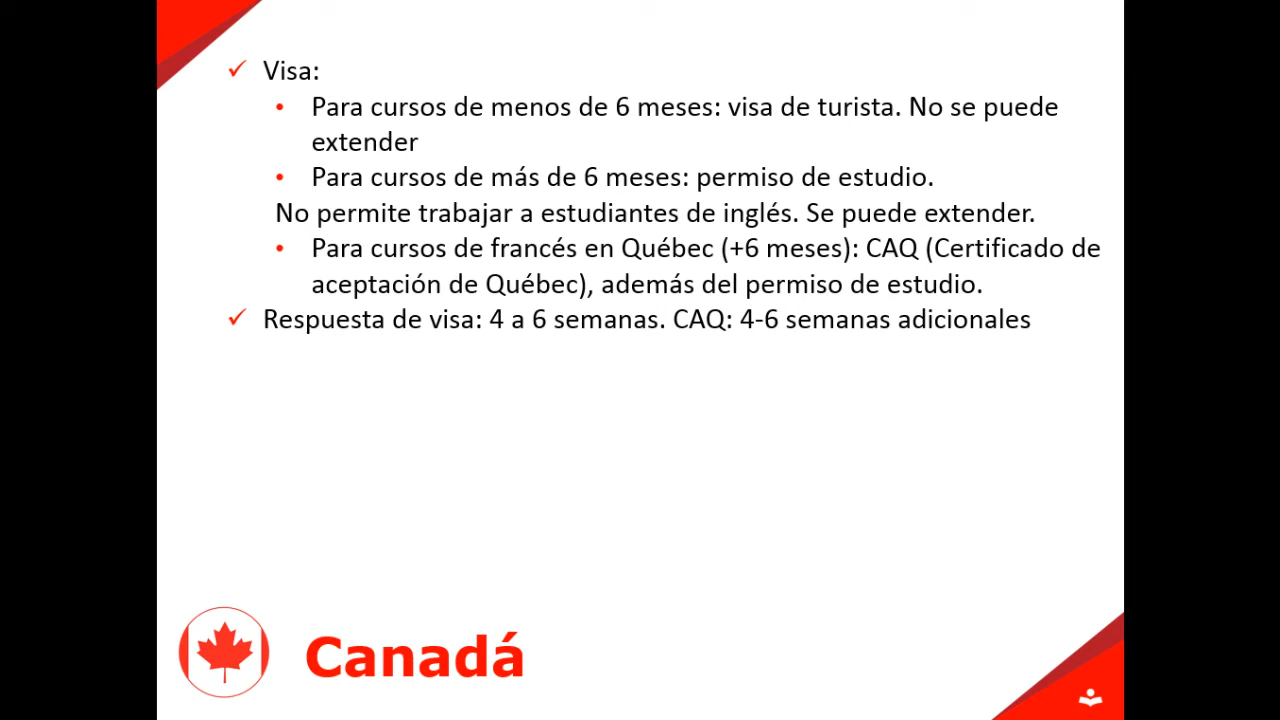 Visa:
Para cursos de menos de 6 meses: visa de turista. No se puede
extender
Para cursos de más de 6 meses: permiso de estudio.
No permite trabajar a estudiantes de inglés. Se puede extender.
Para cursos de francés en Québec (+6 meses): CAQ (Certificado de
aceptación de Québec), además del permiso de estudio.
Respuesta de visa: 4 a 6 semanas. CAQ: 4-6 semanas adicionales
Canadá